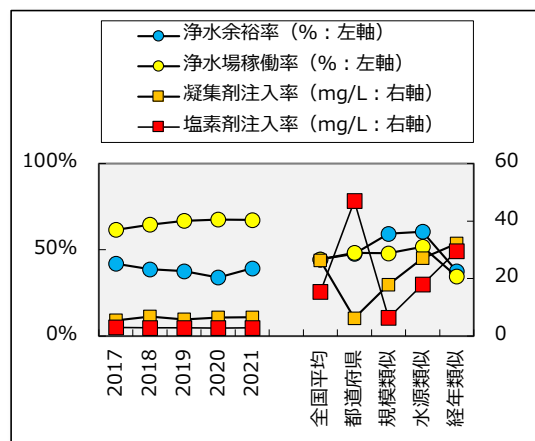 浄水余裕率（%：左軸）
浄水場稼働率（%：左軸）
凝集剤注入率（mg/L：右軸）
塩素剤注入率（mg/L：右軸）
100%
50%
0%
60
40
20
0
2017
2018
2019
2020
2021
全国平均
都道府県
規模類似
水源類似
経年類似